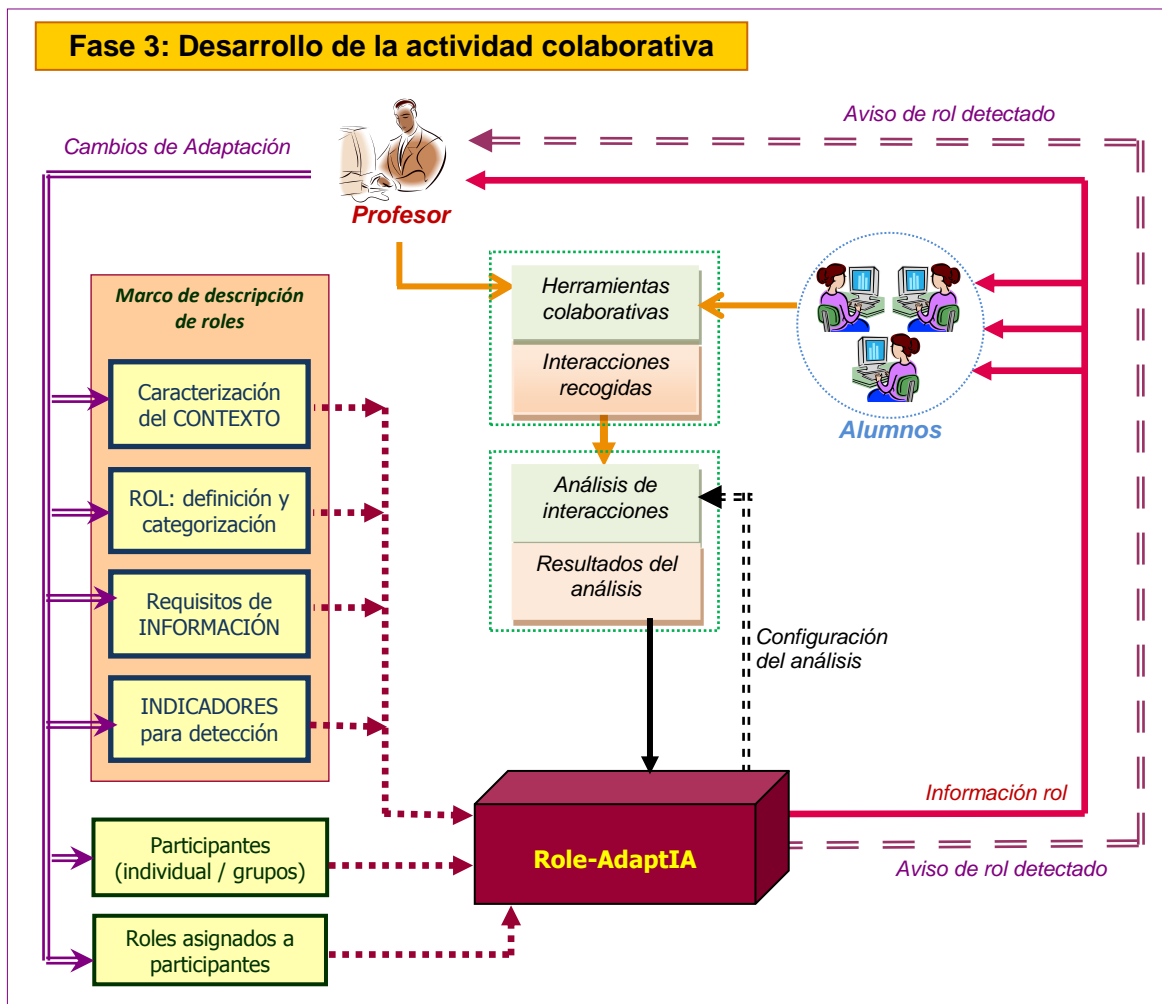 Fase 3: Desarrollo de la actividad colaborativa
Aviso de rol detectado
Cambios de Adaptación
Profesor
Marco de descripción
de roles
Herramientas
colaborativas
Interacciones
recogidas
Alumnos
Caracterización
del CONTEXTO
ROL: definición y
categorización
Análisis de
interacciones
Resultados del
análisis
Requisitos de
INFORMACIÓN
Configuración
del análisis
INDICADORES
para detección
Información rol
Participantes
(individual / grupos)
Role-AdaptIA
Aviso de rol detectado
Roles asignados a
participantes